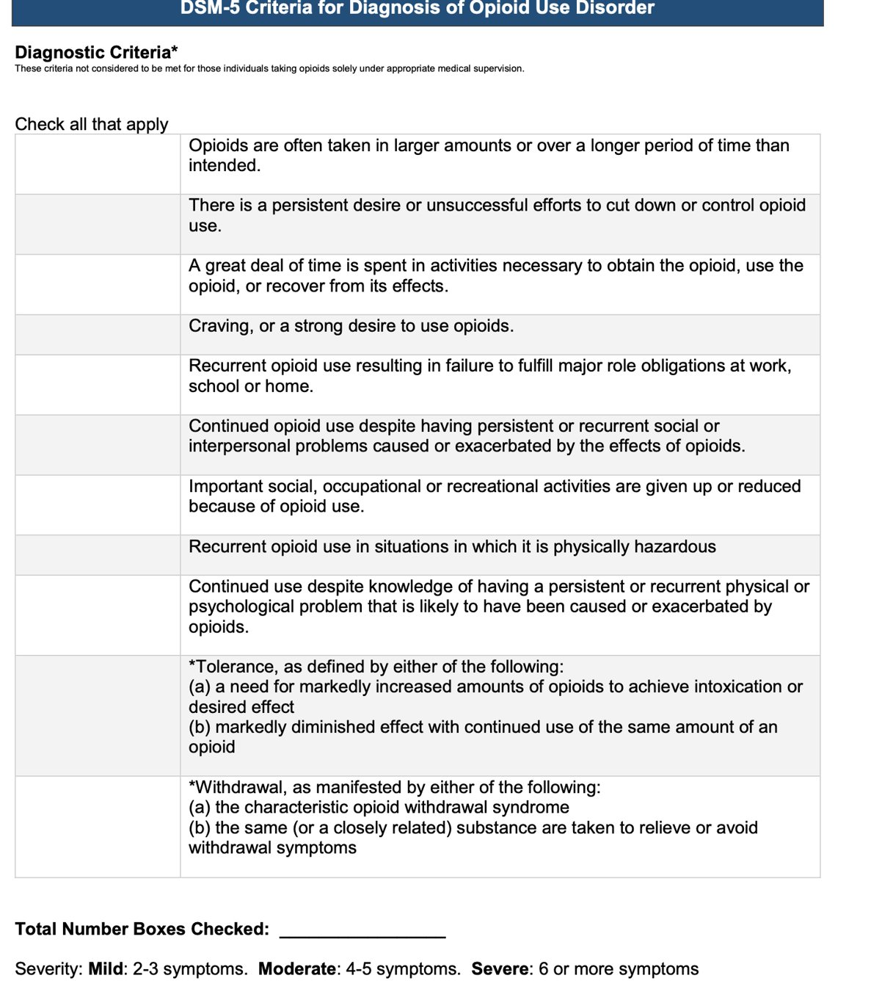 DSM-5 Criteria for Diagnosis of Opioid Use Disorder
Diagnostic Criteria*
These criteria not considered to be met for those individuals taking opioids solely under appropriate medical supervision.
Check all that apply
Opioids are often taken in larger amounts or over a longer period of time than
intended.
There is a persistent desire or unsuccessful efforts to cut down or control opioid
use.
A great deal of time is spent in activities necessary to obtain the opioid, use the
opioid, or recover from its effects.
Craving, or a strong desire to use opioids.
Recurrent opioid use resulting in failure to fulfill major role obligations at work,
school or home.
Continued opioid use despite having persistent or recurrent social or
interpersonal problems caused or exacerbated by the effects of opioids.
Important social, occupational or recreational activities are given up or reduced
because of opioid use.
Recurrent opioid use in situations in which it is physically hazardous
Continued use despite knowledge of having a persistent or recurrent physical or
psychological problem that is likely to have been caused or exacerbated by
opioids.
*Tolerance, as defined by either of the following:
(a) a need for markedly increased amounts of opioids to achieve intoxication or
desired effect
(b) markedly diminished effect with continued use of the same amount of an
opioid
*Withdrawal, as manifested by either of the following:
(a) the characteristic opioid withdrawal syndrome
(b) the same (or a closely related) substance are taken to relieve or avoid
withdrawal symptoms
Total Number Boxes Checked: _________________
Severity: Mild: 2-3 symptoms. Moderate: 4-5 symptoms. Severe: 6 or more symptoms